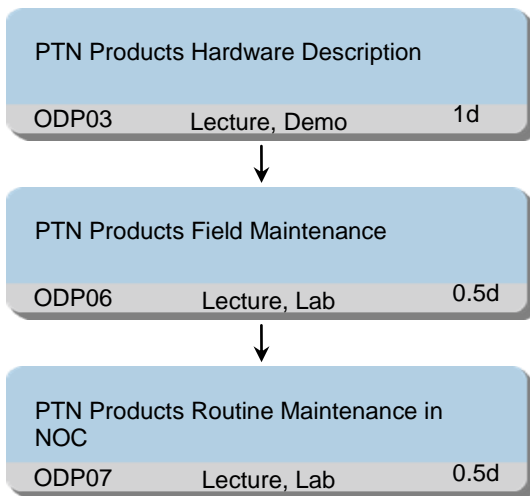 PTN Products Hardware Description
ODP03 Lecture, Demo 1d
PTN Products Field Maintenance
ODP06 Lecture, Lab 0.5d
PTN Products Routine Maintenance in
NOC
ODP07 Lecture, Lab 0.5d